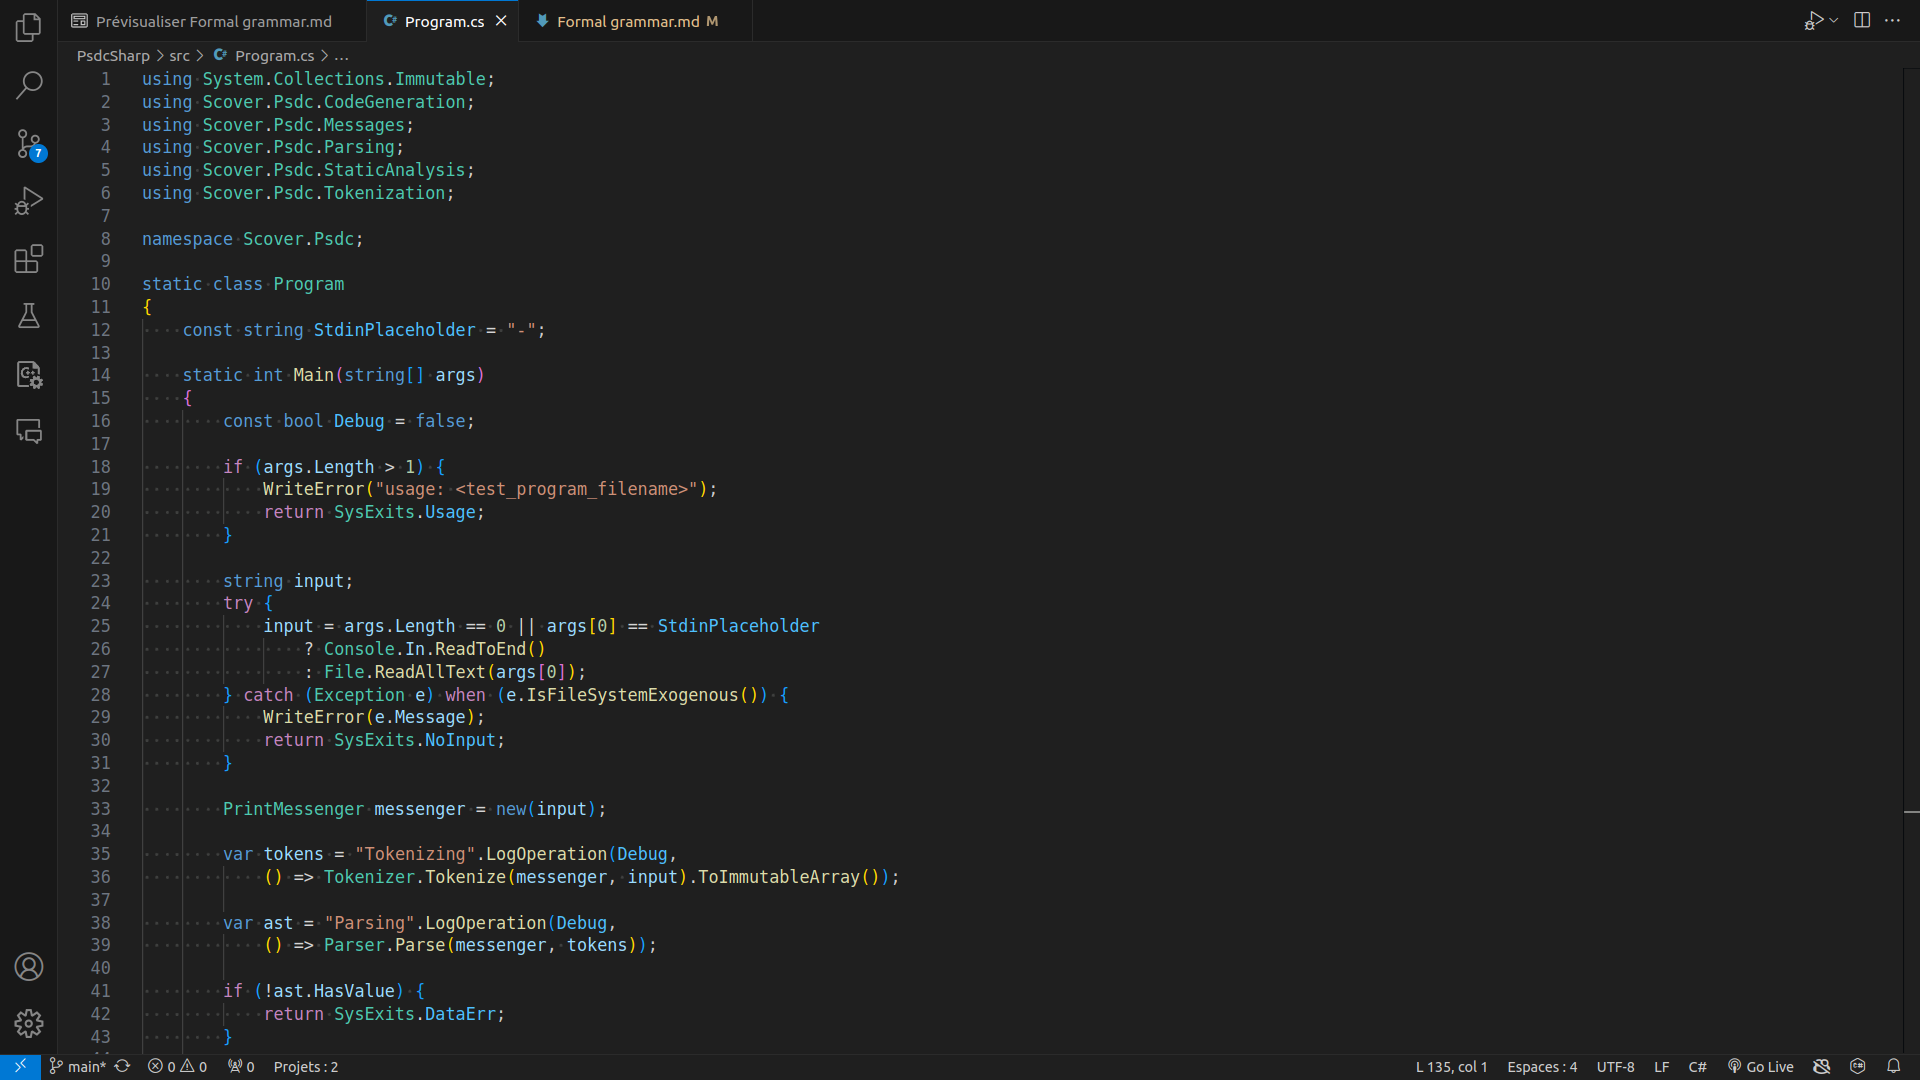 Prévisualiser Formal grammar.md
Program.cs
Formal grammar.md M
PsdcSharp > src > Program.cs > ...
1 using System.Collections.Immutable;
2 using Scover.Psdc.CodeGeneration;
3 using Scover.Psdc.Messages;
4 using Scover.Psdc.Parsing;
5 using Scover.Psdc.StaticAnalysis;
6 using Scover.Psdc.Tokenization;
7
8 namespace Scover.Psdc;
9
10 static class Program
11 {
12 const string StdinPlaceholder = "-";
13
14 static int Main(string[] args)
15 {
16 const bool Debug = false;
17
18 if (args.Length > 1) {
19 WriteError("usage: <test_program_filename>");
20 return SysExits.Usage;
21 }
22
23 string input;
24 try {
25 input = args.Length == 0 || args[0] == StdinPlaceholder
26 ? Console.In.ReadToEnd()
27 : File.ReadAllText(args[0]);
28 } catch (Exception e) when (e.IsFileSystemExogenous()) {
29 WriteError(e.Message);
30 return SysExits.NoInput;
31 }
32
33 PrintMessenger messenger = new(input);
34
35 var tokens = "Tokenizing".LogOperation(Debug,
36 () => Tokenizer.Tokenize(messenger, input).ToImmutableArray());
37
38 var ast = "Parsing".LogOperation(Debug,
39 () => Parser.Parse(messenger, tokens));
40
41 if (!ast.HasValue) {
42 return SysExits.DataErr;
43 }
7
main* 0 0 0 Projets : 2
L 135, col 1 Espaces : 4 UTF-8 LF C# Go Live